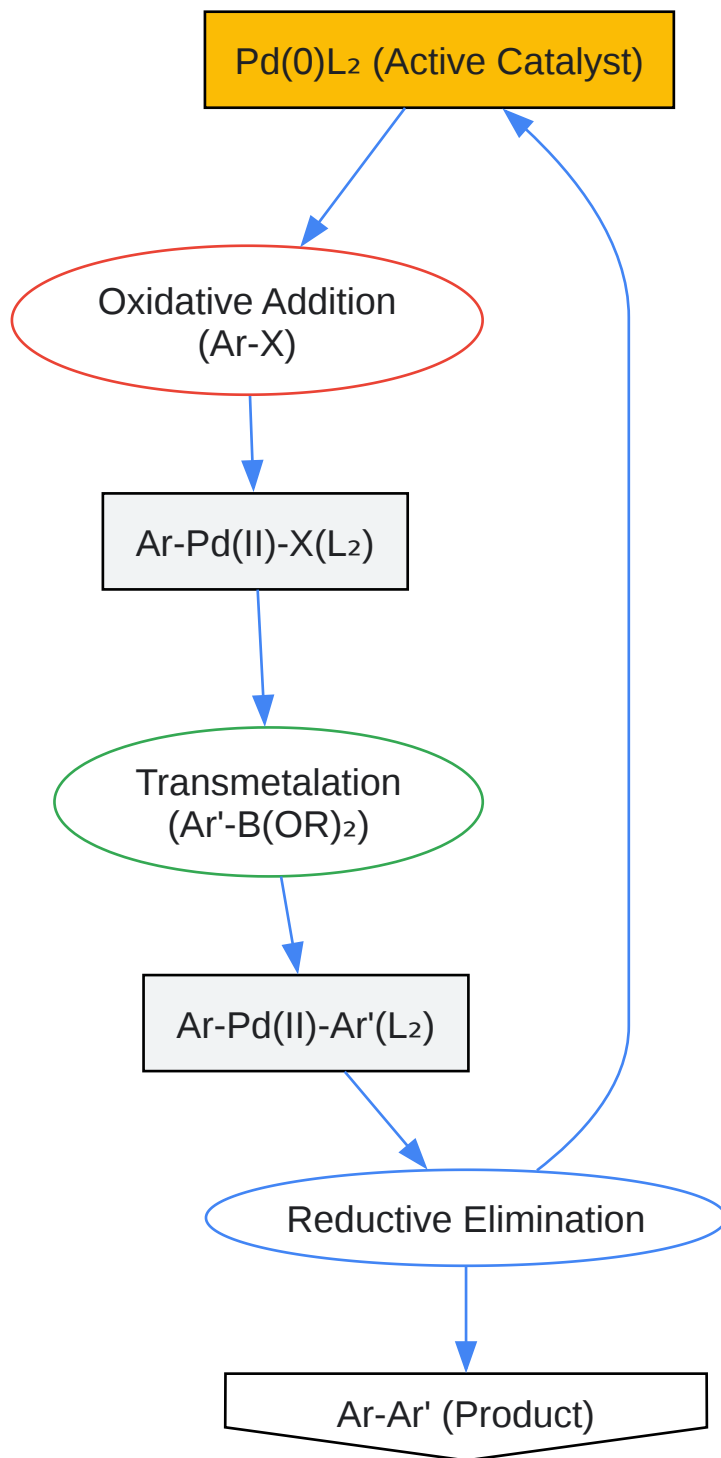 Pd(0)L₂ (Active Catalyst)
Oxidative Addition
(Ar-X)
Ar-Pd(II)-X(L₂)
Transmetalation
(Ar'-B(OR)₂)
Ar-Pd(II)-Ar'(L₂)
Reductive Elimination
Ar-Ar' (Product)